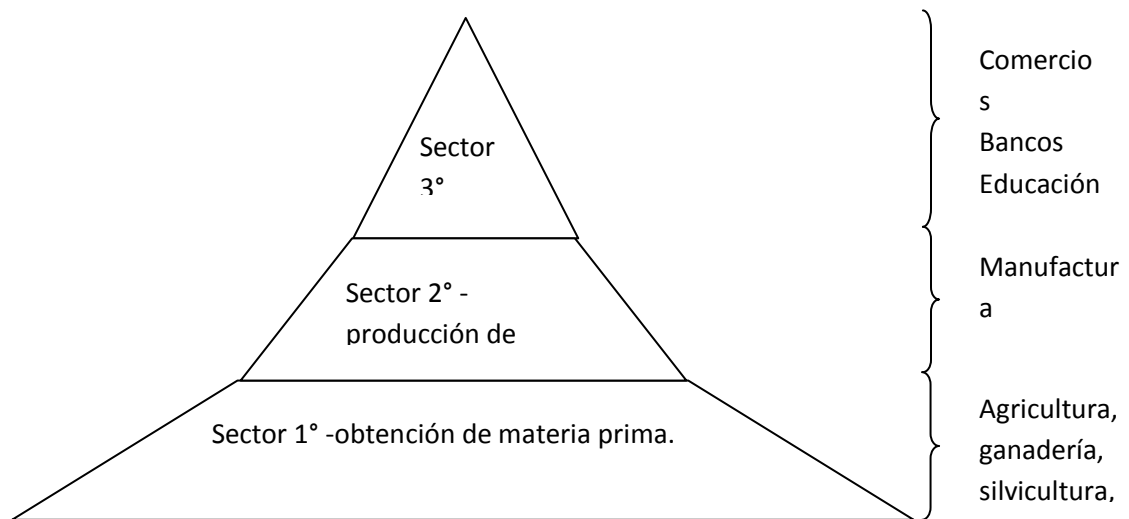 Comercio
s
Bancos
Educación
Sector
3°
Manufactur
a
Sector 2° -
producción de
Agricultura,
ganadería,
silvicultura,
Sector 1° -obtención de materia prima.